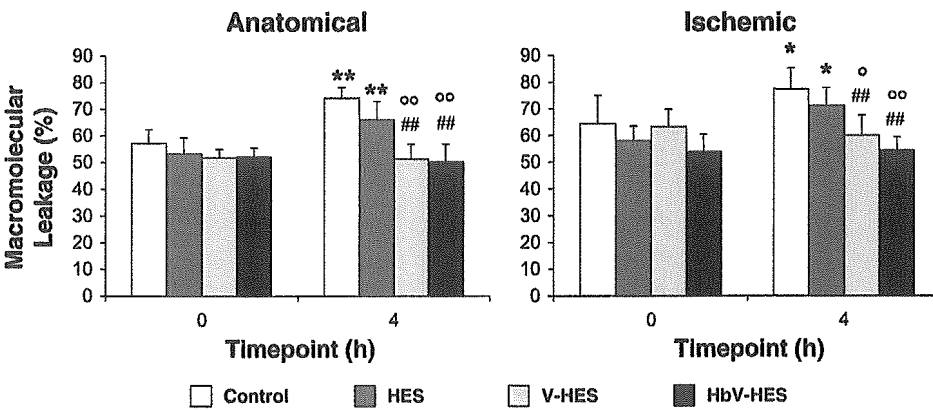 Anatomical
Macromolecular
Leakage (%)
90
80
70
60
50
40
30
20
10
0
** ** °° °°
## ##
0 4
Timepoint (h)
Ischemic
90
80
70
60
50
40
30
20
10
0
* * ° °°
## ##
0 4
Timepoint (h)
Control HES V-HES HbV-HES